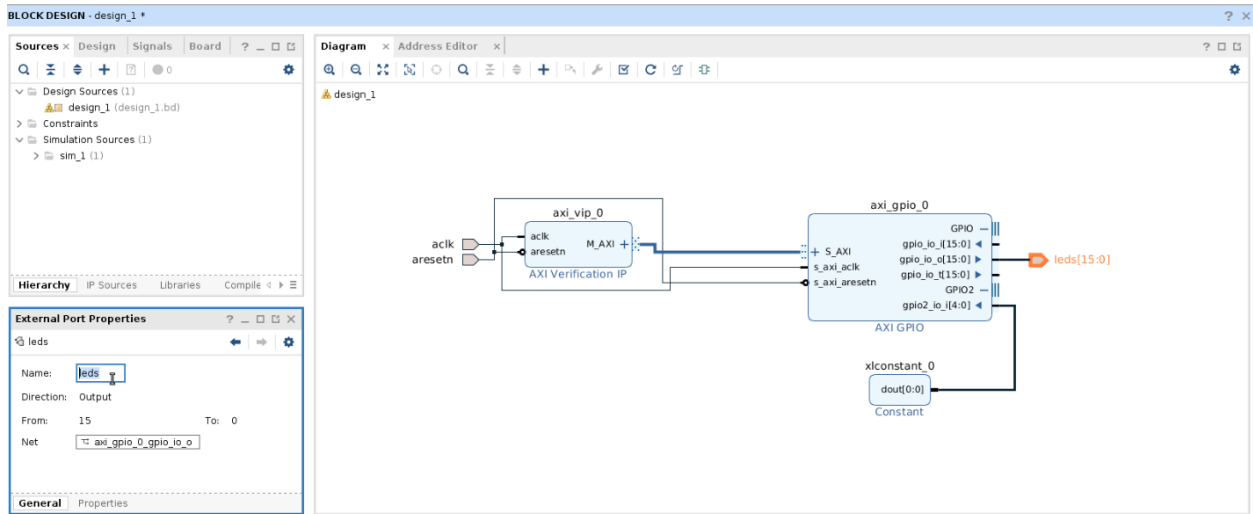 BLOCK DESIGN - design_1 *
? ×
Sources × Design Signals Board ? _
0
Design Sources (1)
design_1 (design_1.bd)
Constraints
Simulation Sources (1)
sim_1 (1)
Hierarchy IP Sources Libraries Compile
External Port Properties ? _ ×
leds
Name: leds
Direction: Output
From: 15 To: 0
Net axi_gpio_0_gpio_io_o
General Properties
Diagram × Address Editor × ?
design_1
axi_vip_0
aclk
aresetn
aclk
aresetn
M_AXI
AXI Verification IP
axi_gpio_0
S_AXI
s_axi_aclk
s_axi_aresetn
GPIO
gpio_io_i[15:0]
gpio_io_o[15:0]
gpio_io_t[15:0]
GPIO2
gpio2_io_i[4:0]
AXI GPIO
leds[15:0]
xlconstant_0
dout[0:0]
Constant